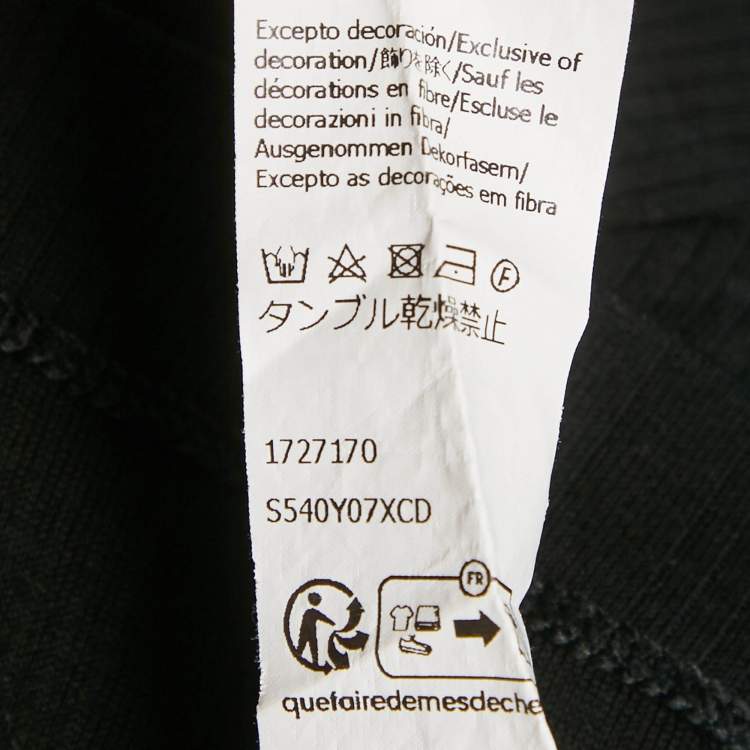 Excepto decoración/Exclusive of
decoration/飾りを除く/Sauf les
décorations en fibre/Escluse le
decorazioni in fibra/
Ausgenommen Dekorfasern/
Excepto as decorações em fibra
F
タンブル乾燥禁止
1727170
S540Y07XCD
FR
quefairedemesdeche